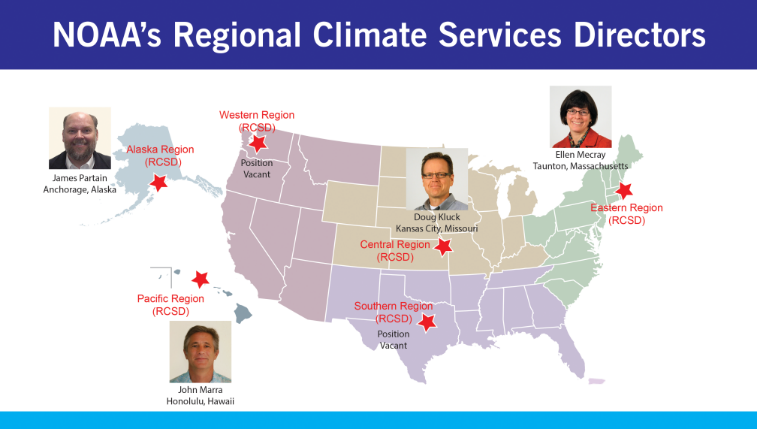 NOAA's Regional Climate Services Directors
Western Region
(RCSD)
Position
Vacant
Alaska Region
(RCSD)
James Partain
Anchorage, Alaska
Ellen Mecray
Taunton, Massachusetts
Eastern Region
(RCSD)
Doug Kluck
Kansas City, Missouri
Central Region
(RCSD)
Pacific Region
(RCSD)
John Marra
Honolulu, Hawaii
Southern Region
(RCSD)
Position
Vacant